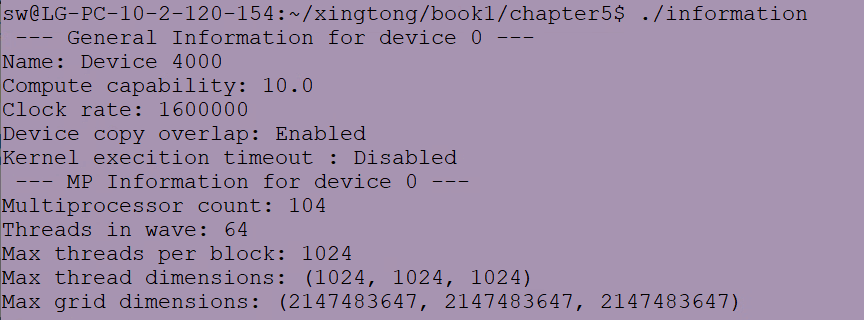 sw@LG-PC-10-2-120-154:~/xingtong/book1/chapter5$ ./information
--- General Information for device 0 ---
Name: Device 4000
Compute capability: 10.0
Clock rate: 1600000
Device copy overlap: Enabled
Kernel execition timeout : Disabled
--- MP Information for device 0 ---
Multiprocessor count: 104
Threads in wave: 64
Max threads per block: 1024
Max thread dimensions: (1024, 1024, 1024)
Max grid dimensions: (2147483647, 2147483647, 2147483647)